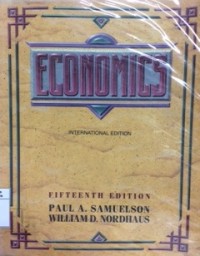 ECONOMICS
INTERNATIONAL EDITION
FIFTEENTH EDITION
PAUL A. SAMUELSON
WILLIAM D. NORDHAUS